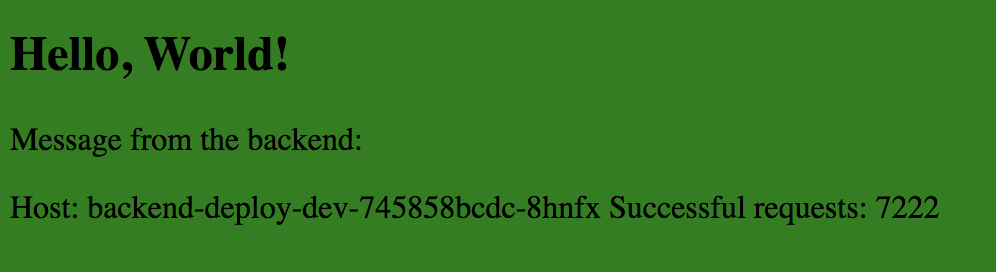 Hello, World!
Message from the backend:
Host: backend-deploy-dev-745858bcdc-8hnfx Successful requests: 7222